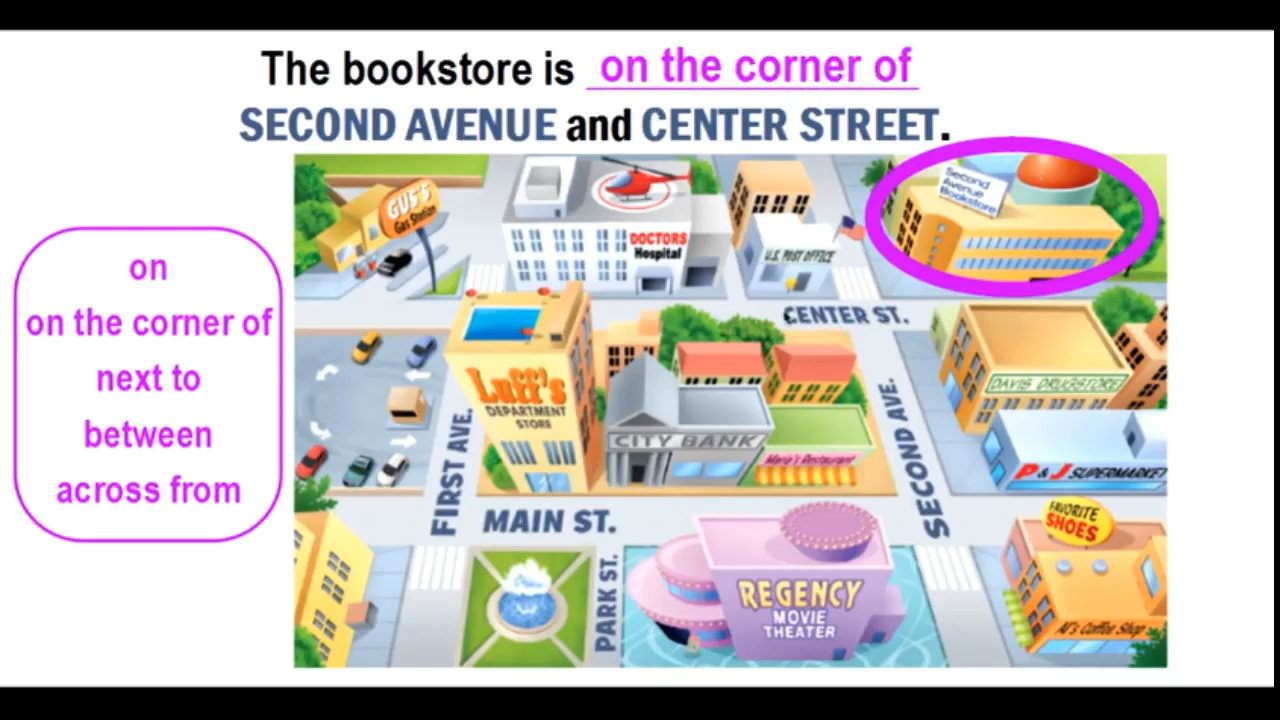 The bookstore is on the corner of
SECOND AVENUE and CENTER STREET.
on
on the corner of
next to
between
across from
GUS'S
Gas Station
DOCTORS
Hospital
U.S. POST OFFICE
Second
Avenue
Bookstore
CENTER ST.
Luff's
DEPARTMENT
STORE
CITY BANK
Maria's Restaurant
DAVIS DRUGSTORE
P & J SUPERMARKET
FIRST AVE.
SECOND AVE.
MAIN ST.
PARK ST.
REGENCY
MOVIE
THEATER
FAVORITE
SHOES
Al's Coffee Shop